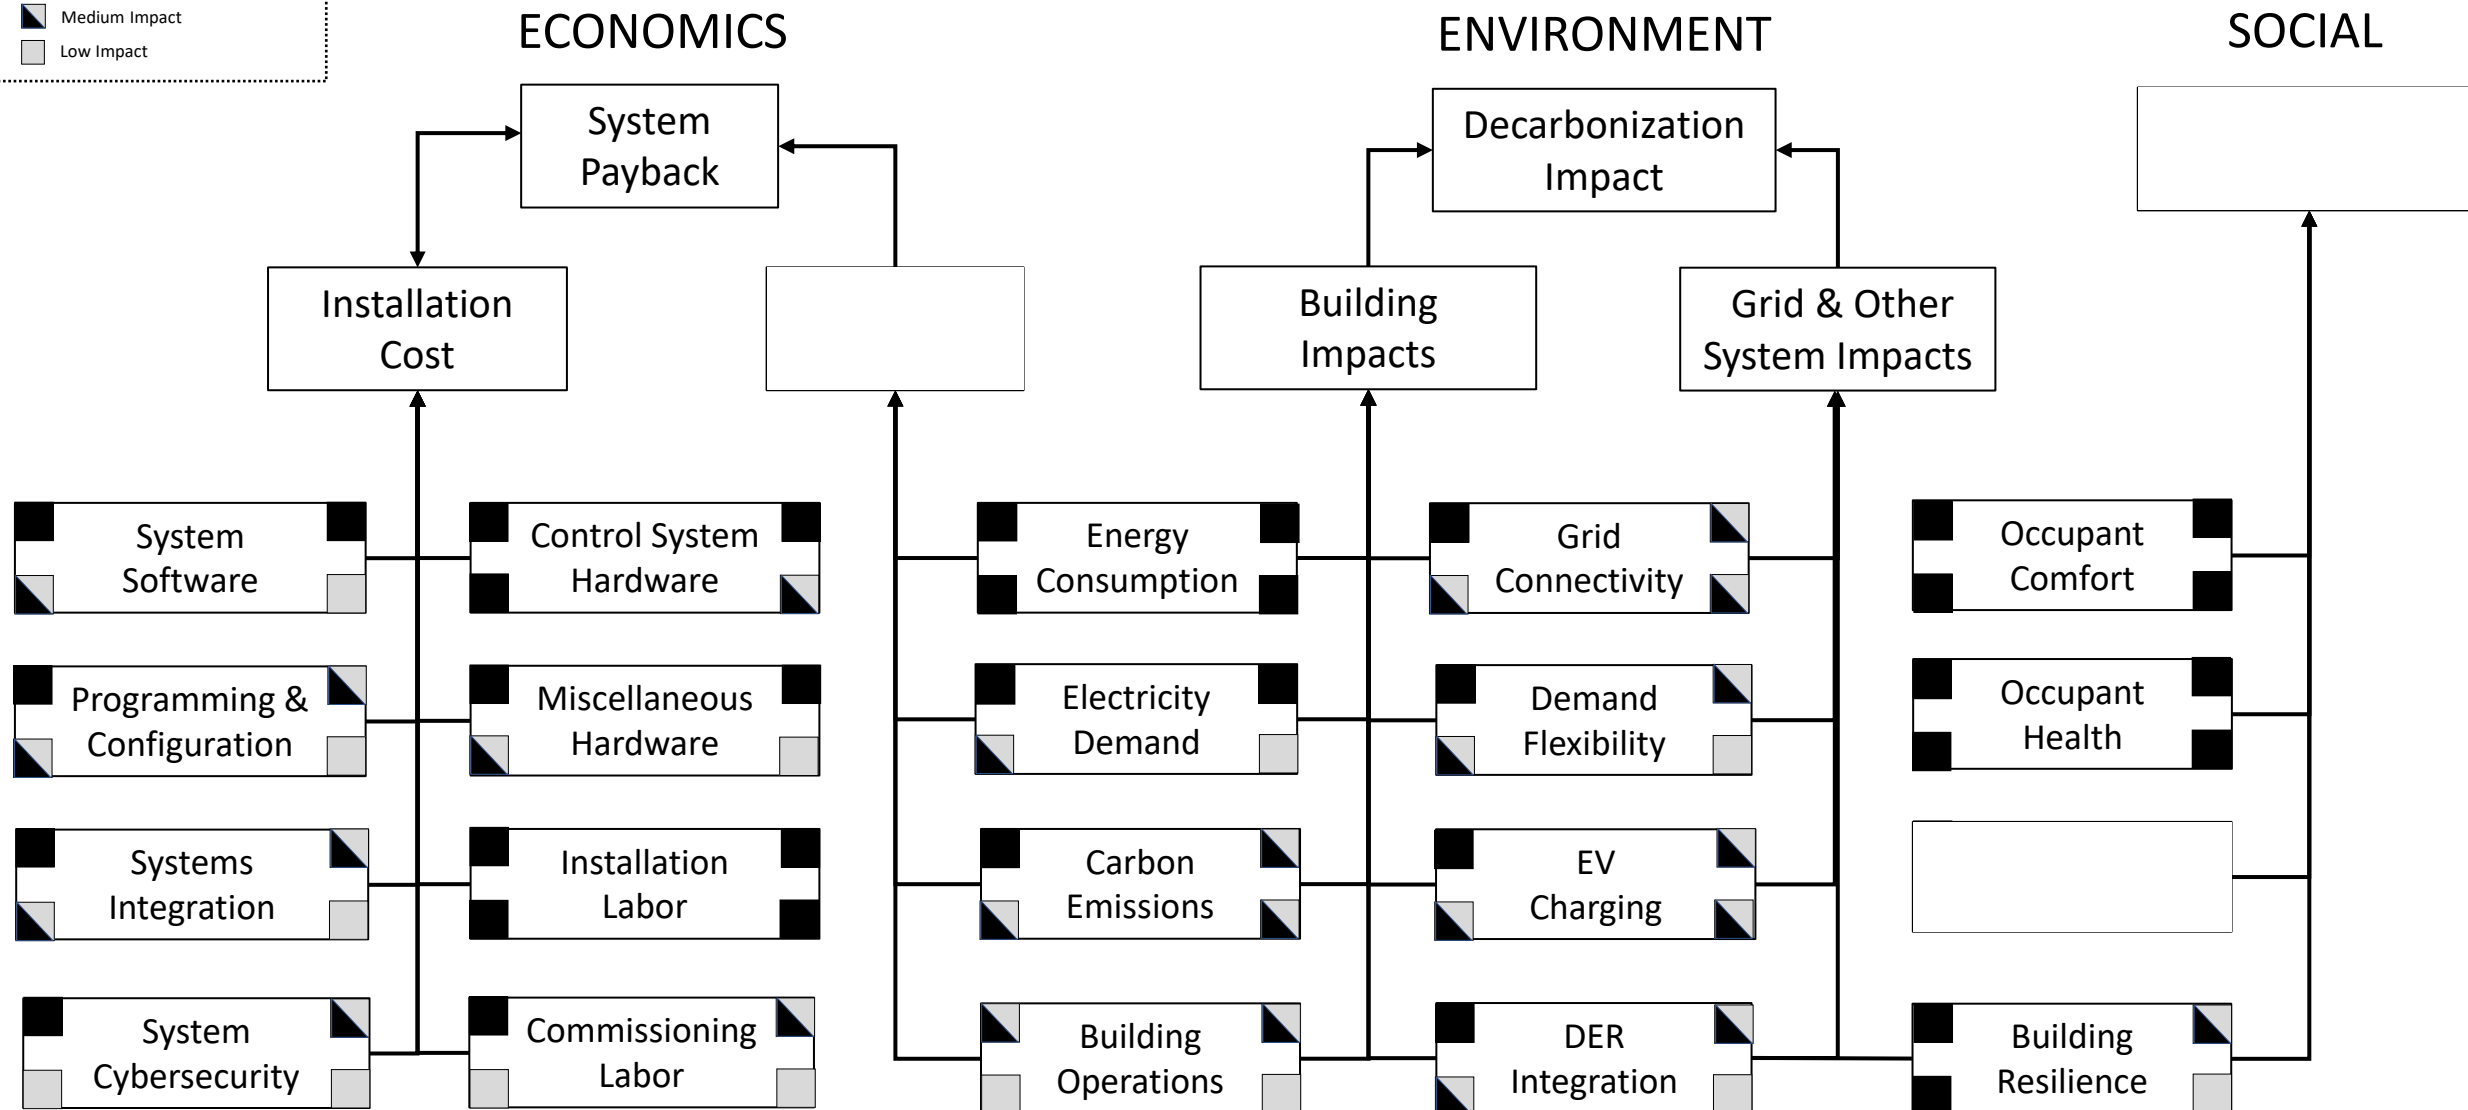 Medium Impact
Low Impact
ECONOMICS
ENVIRONMENT
SOCIAL
System
Payback
Decarbonization
Impact
Installation
Cost
Building
Impacts
Grid & Other
System Impacts
System
Software
Control System
Hardware
Energy
Consumption
Grid
Connectivity
Occupant
Comfort
Programming &
Configuration
Miscellaneous
Hardware
Electricity
Demand
Demand
Flexibility
Occupant
Health
Systems
Integration
Installation
Labor
Carbon
Emissions
EV
Charging
System
Cybersecurity
Commissioning
Labor
Building
Operations
DER
Integration
Building
Resilience